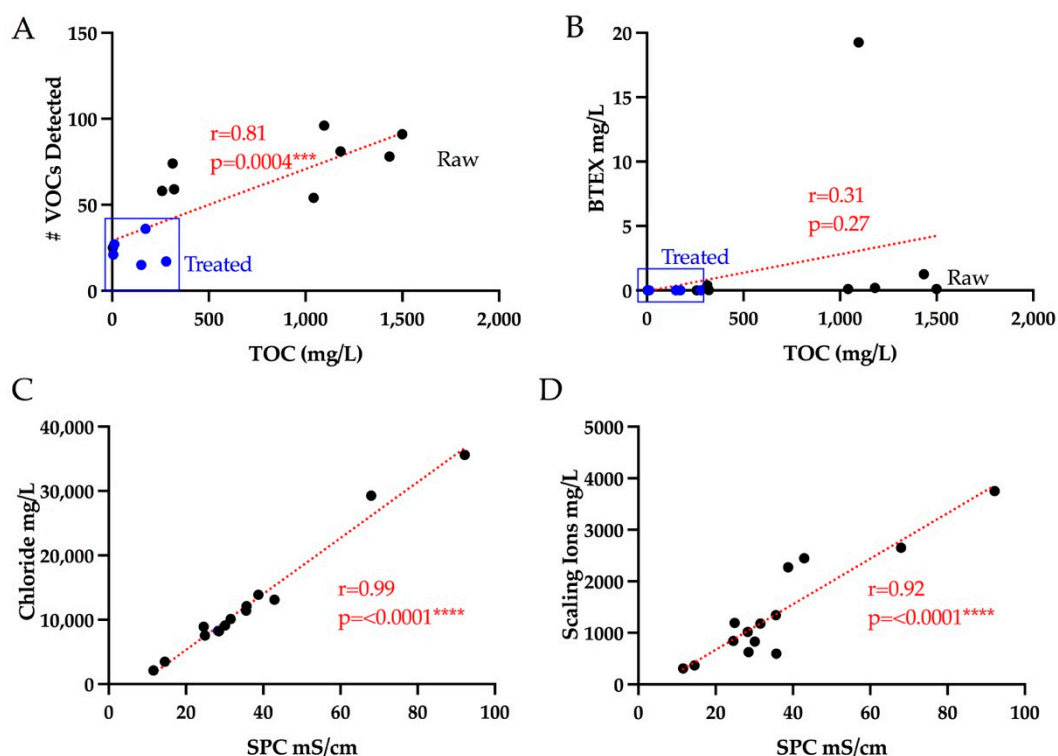 A
# VOCs Detected
150
100
50
0
r=0.81
p=0.0004***
Raw
Treated
0
500
1,000
1,500
2,000
TOC (mg/L)
B
BTEX mg/L
20
15
10
5
0
r=0.31
p=0.27
Treated
Raw
0
500
1,000
1,500
2,000
TOC (mg/L)
C
Chloride mg/L
40,000
30,000
20,000
10,000
0
r=0.99
p=<0.0001****
0
20
40
60
80
100
SPC mS/cm
D
Scaling Ions mg/L
5000
4000
3000
2000
1000
0
r=0.92
p=<0.0001****
0
20
40
60
80
100
SPC mS/cm